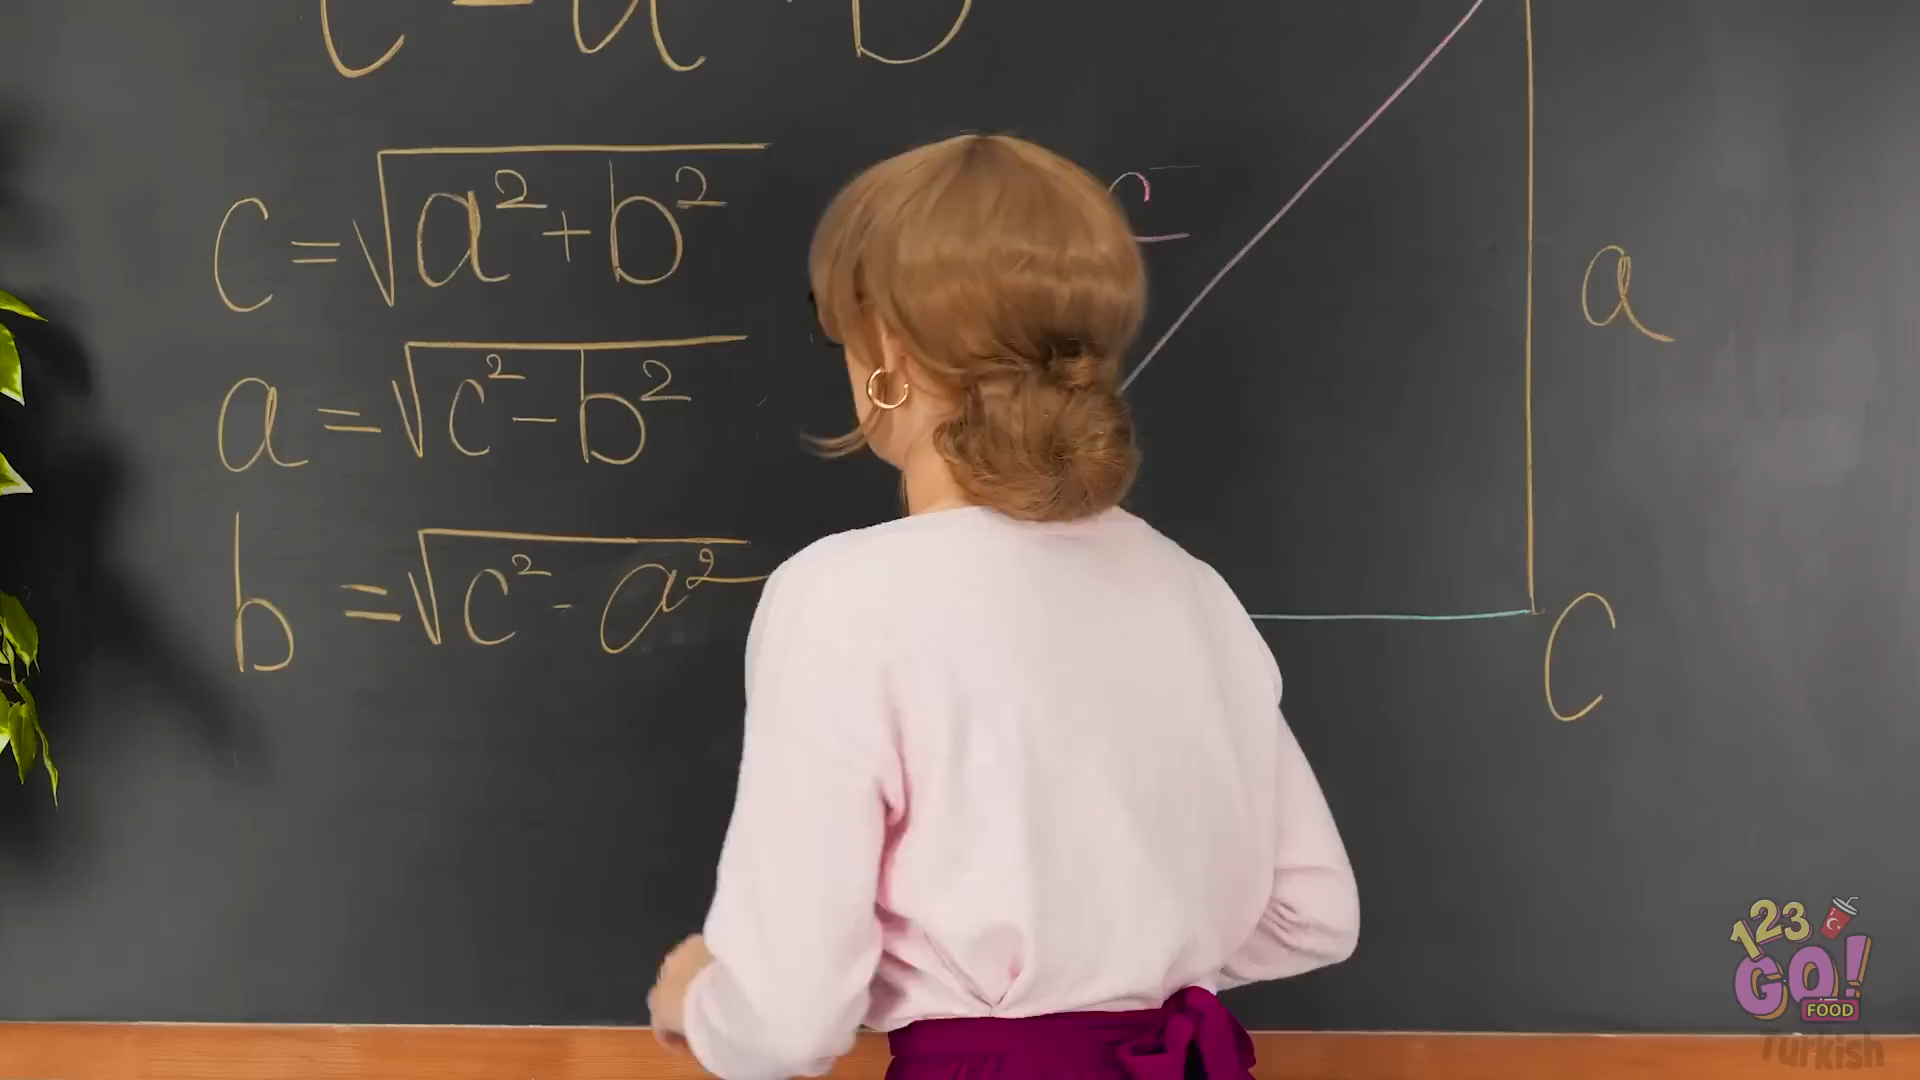 c = √a² + b²
a = √c² - b²
b = √c² - a²
a
C
123
GO!
FOOD
Turkish